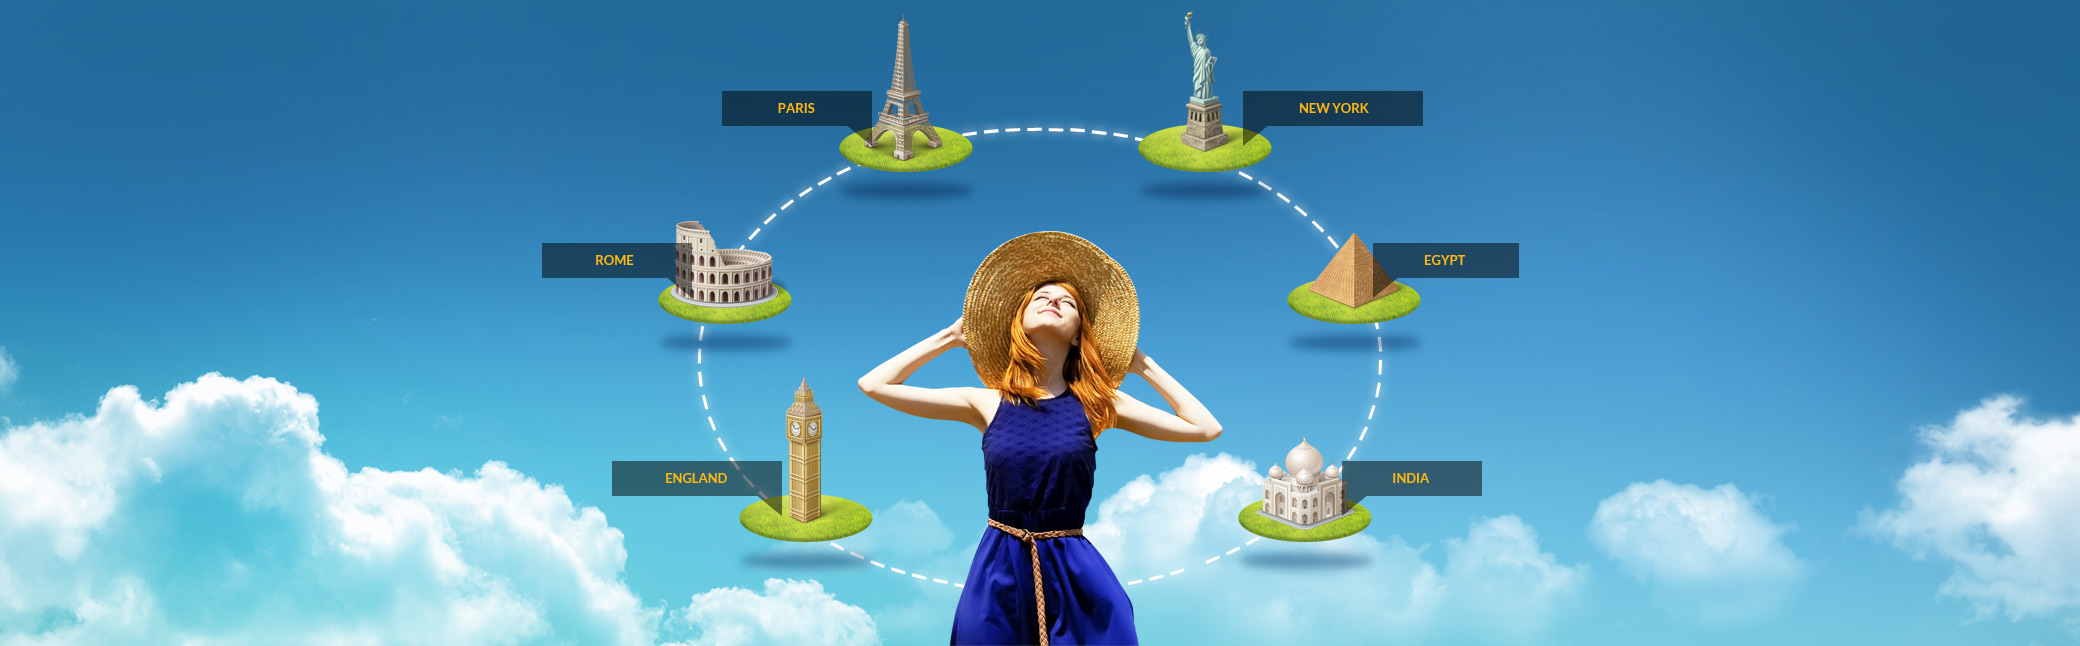 PARIS
NEW YORK
ROME
EGYPT
ENGLAND
INDIA